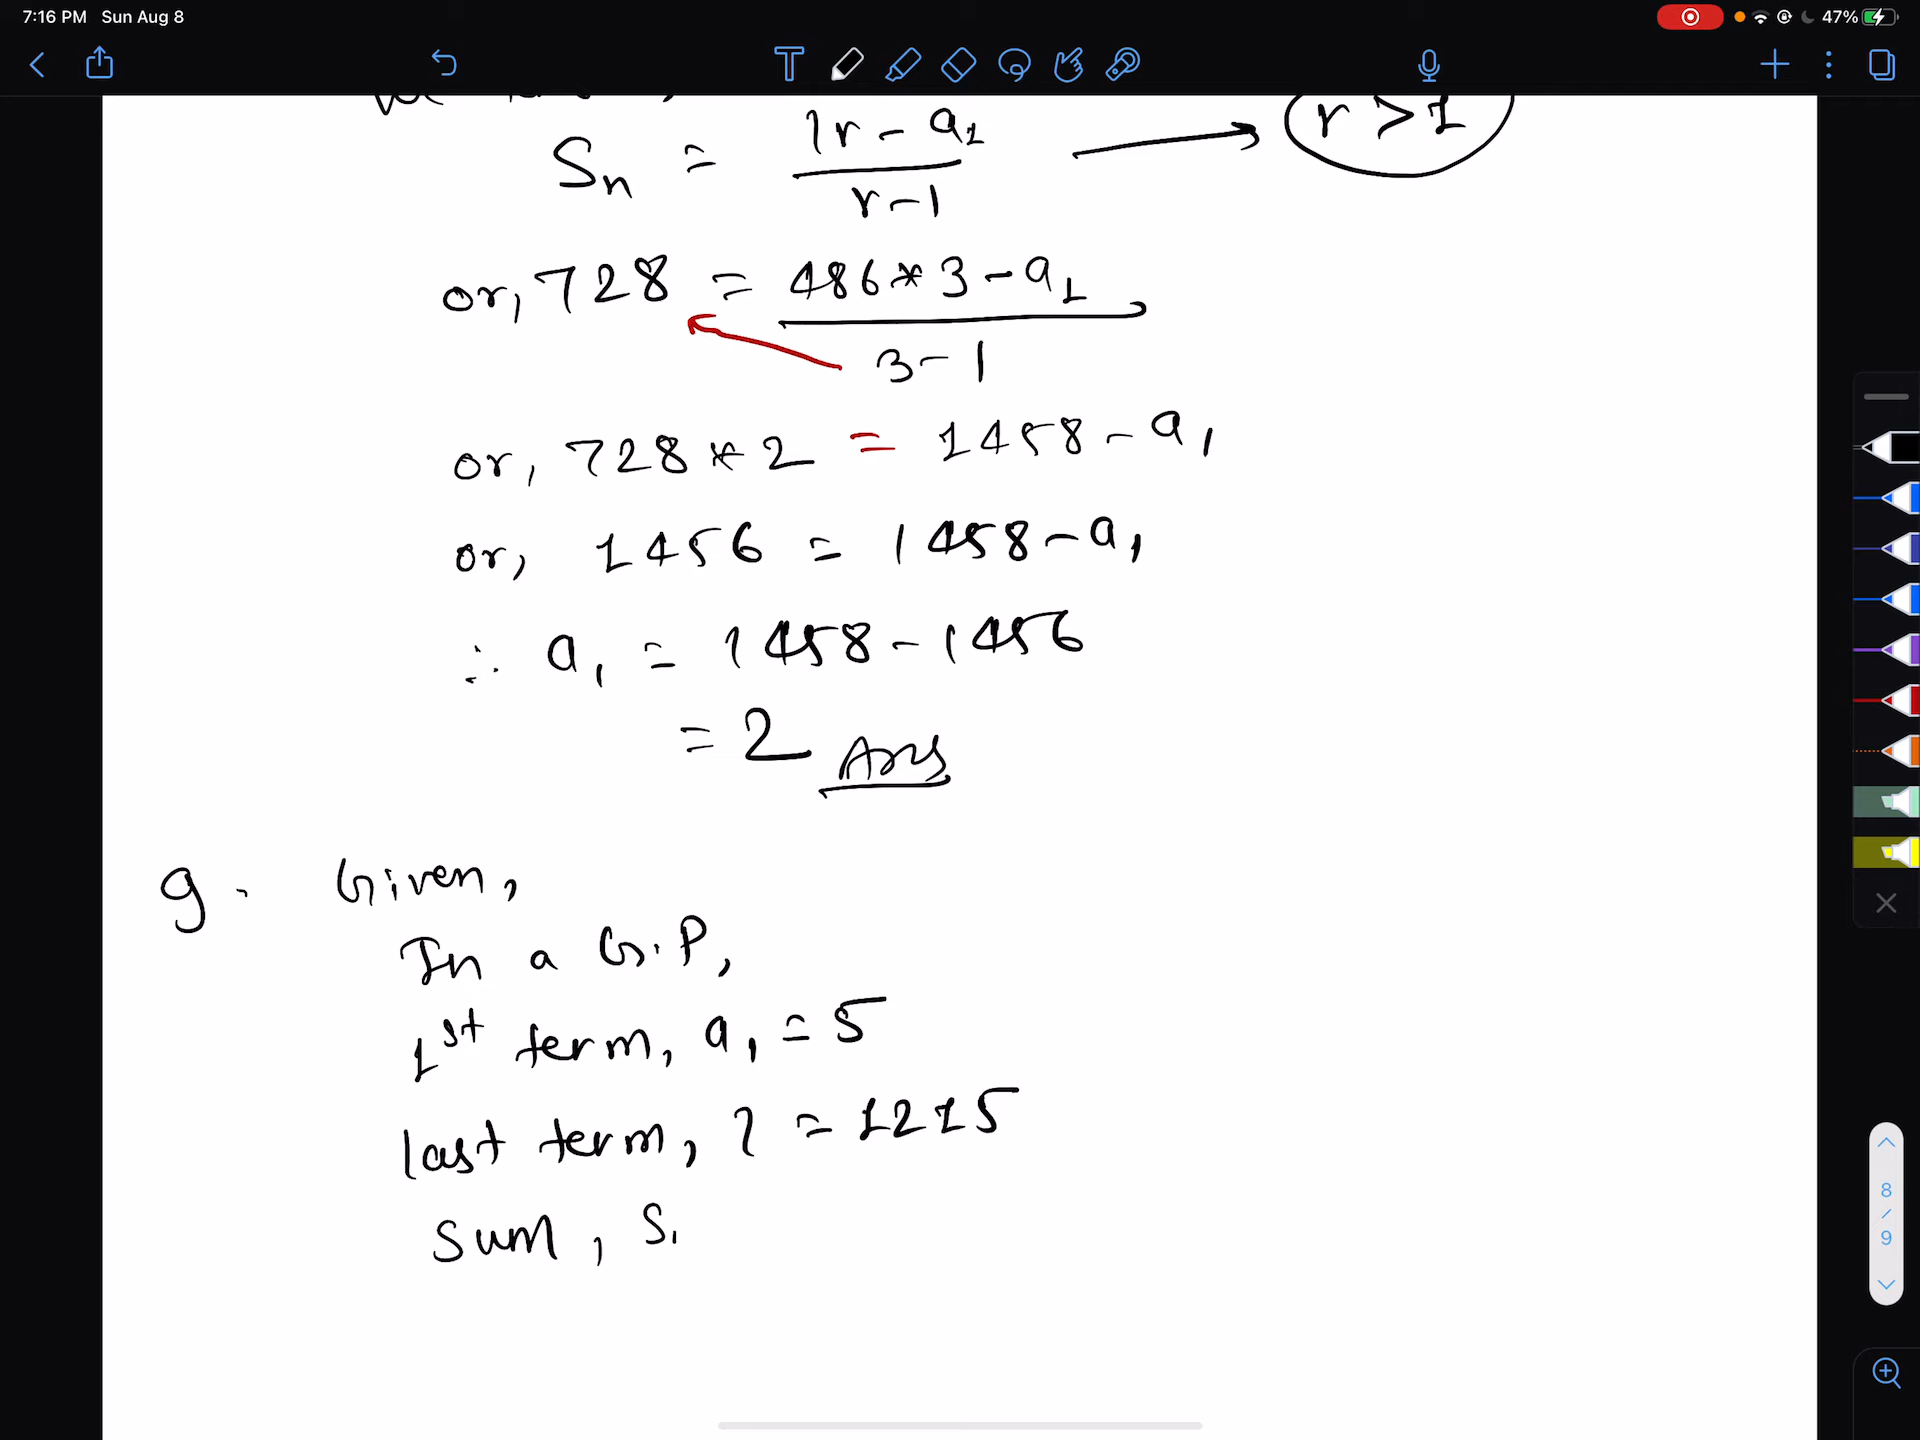 7:16 PM Sun Aug 8
47%
r > 1
Sn = lr - a1
r - 1
or, 728 = 486 * 3 - a1
3 - 1
or, 728 * 2 = 1458 - a1
or, 1456 = 1458 - a1
∴ a1 = 1458 - 1456
= 2 Ans
g. Given,
In a G.P,
1st term, a1 = 5
last term, l = 1215
sum, S
8
/
9